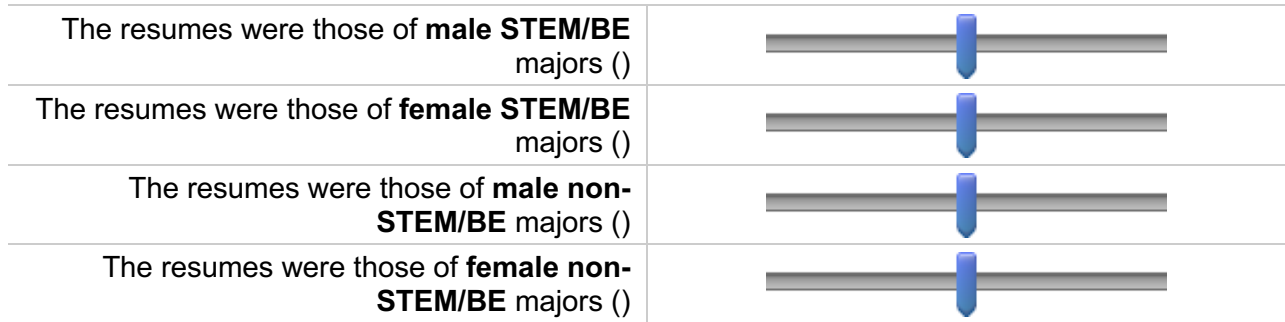 The resumes were those of male STEM/BE
majors ()
The resumes were those of female STEM/BE
majors ()
The resumes were those of male non-
STEM/BE majors ()
The resumes were those of female non-
STEM/BE majors ()